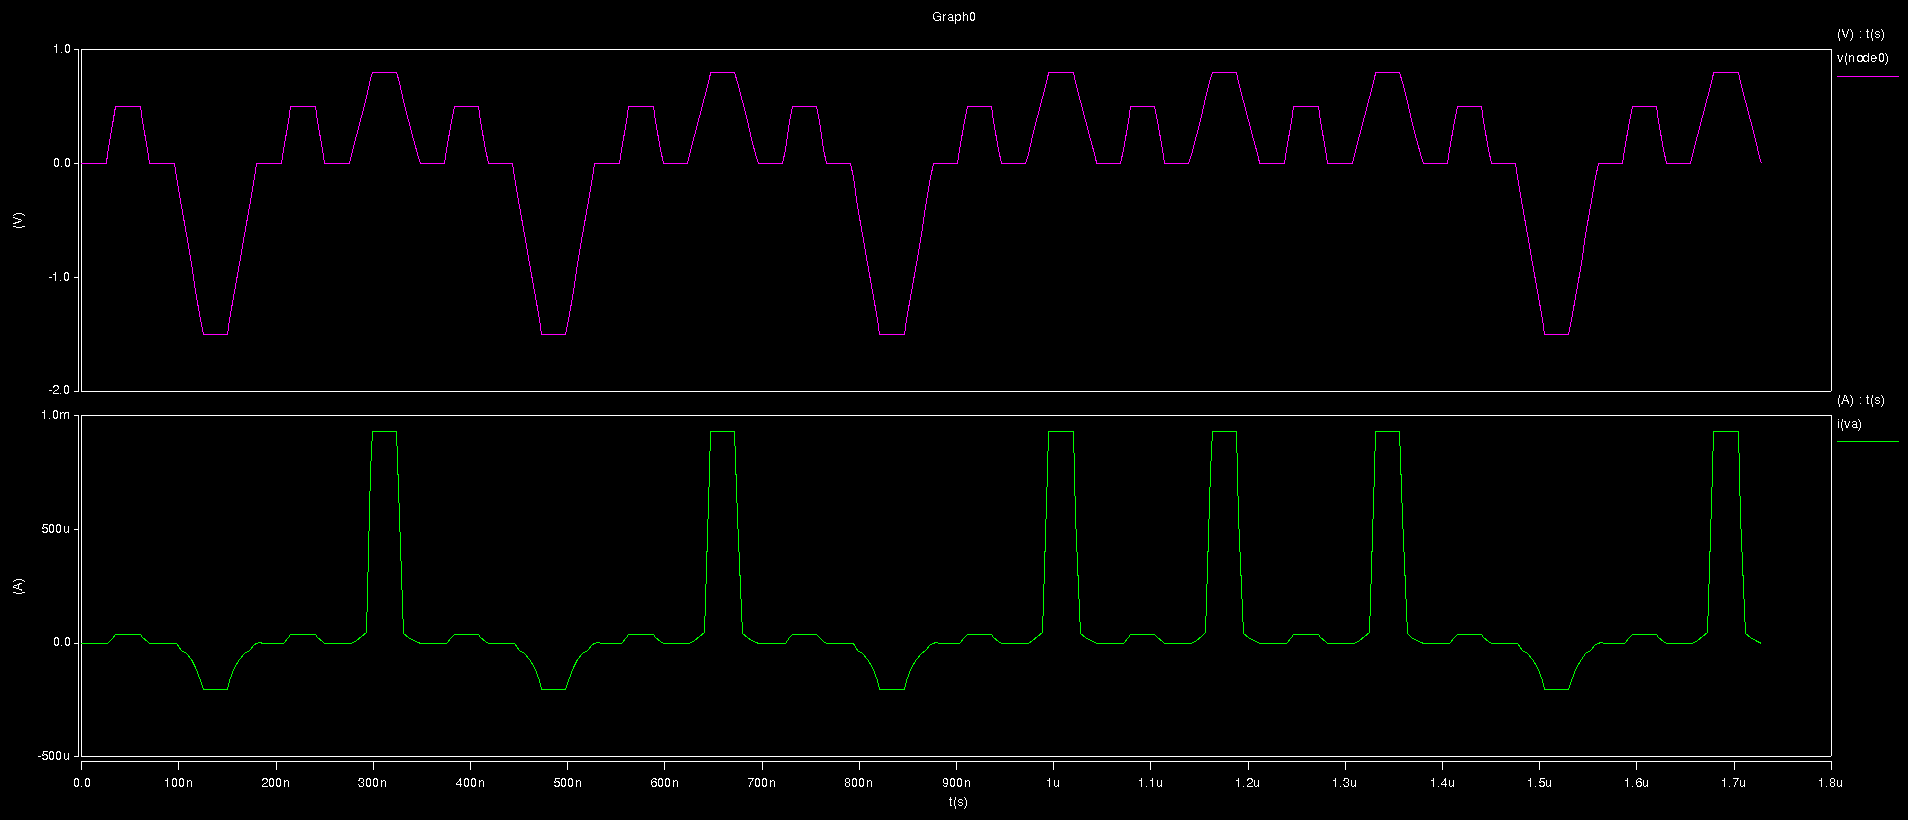 Graph0
(V) : t(s)
v(node0)
1.0
0.0
(V)
-1.0
-2.0
(A) : t(s)
i(va)
1.0m
500u
(A)
0.0
-500u
0.0 100n 200n 300n 400n 500n 600n 700n 800n 900n 1u 1.1u 1.2u 1.3u 1.4u 1.5u 1.6u 1.7u 1.8u
t(s)